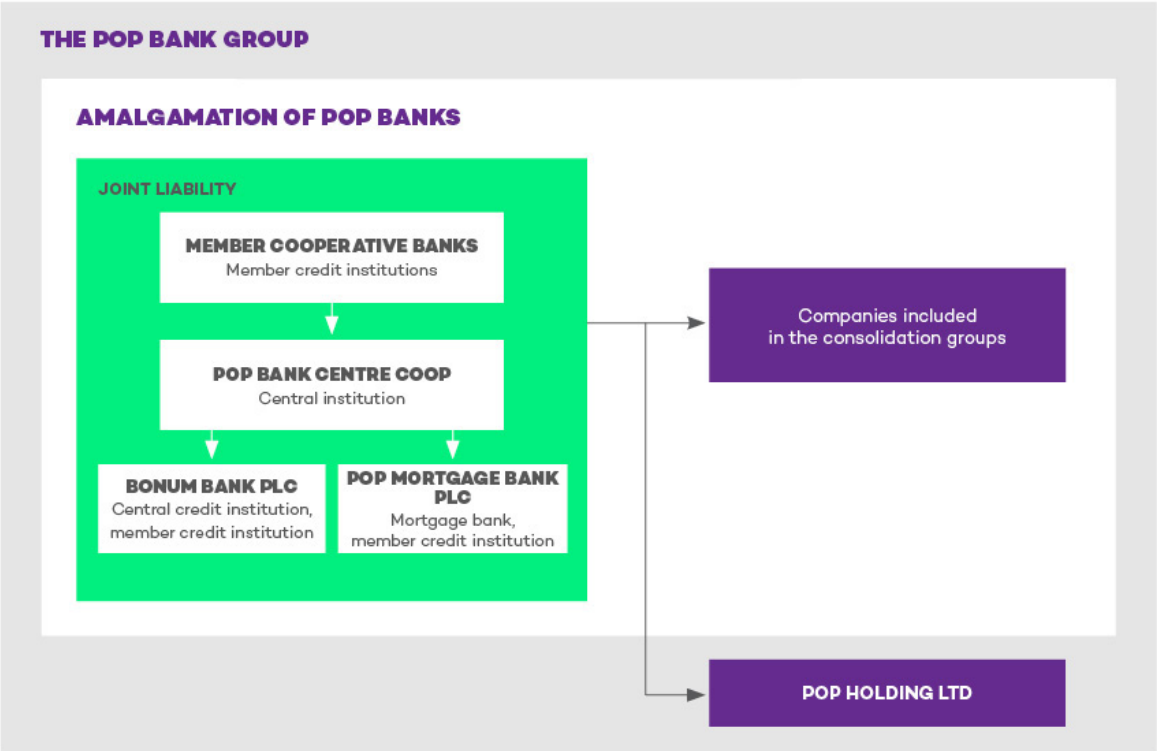 THE POP BANK GROUP
AMALGAMATION OF POP BANKS
JOINT LIABILITY
MEMBER COOPERATIVE BANKS
Member credit institutions
POP BANK CENTRE COOP
Central institution
BONUM BANK PLC
Central credit institution,
member credit institution
POP MORTGAGE BANK
PLC
Mortgage bank,
member credit institution
Companies included
in the consolidation groups
POP HOLDING LTD